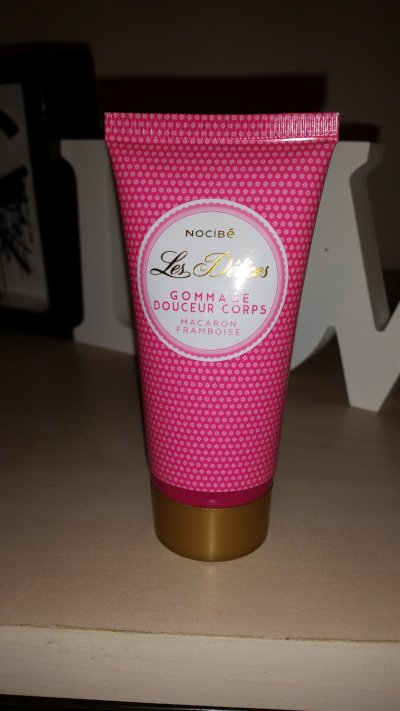 NOCIBÉ
Les Délices
GOMMAGE
DOUCEUR CORPS
MACARON
FRAMBOISE